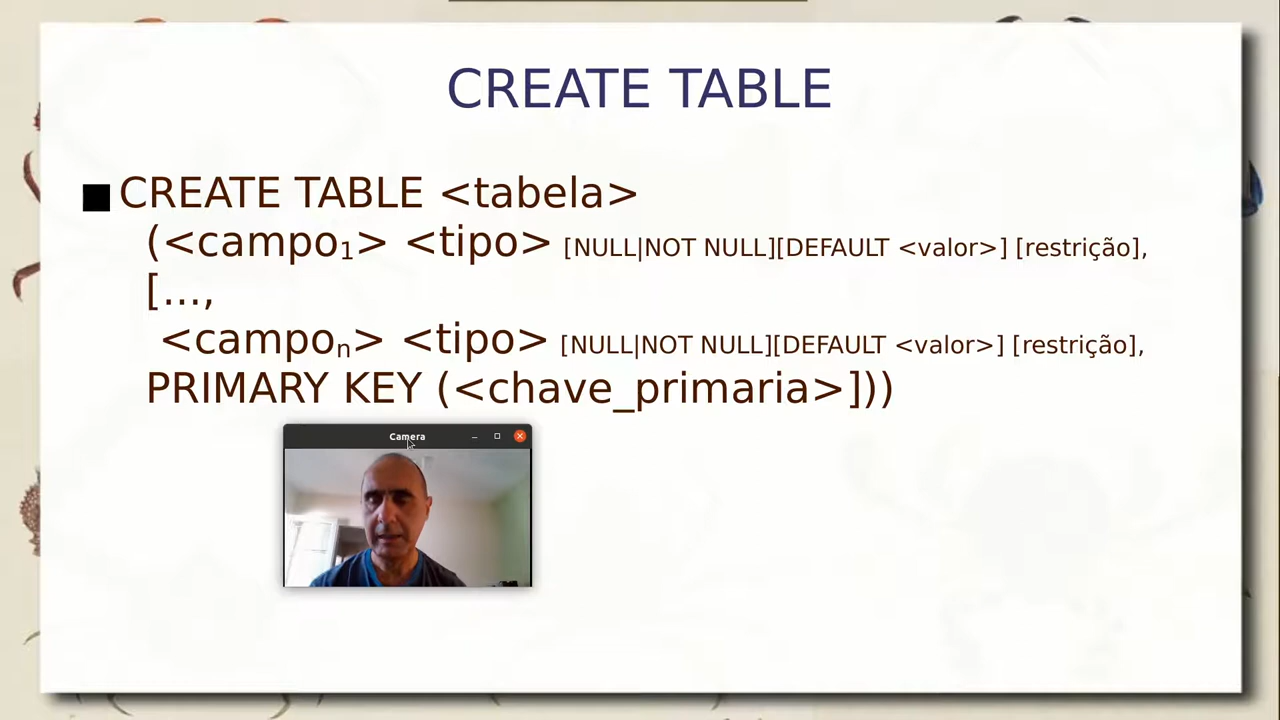 CREATE TABLE
CREATE TABLE <tabela>
(<campo₁> <tipo> [NULL|NOT NULL][DEFAULT <valor>] [restrição],
[...,
<campoₙ> <tipo> [NULL|NOT NULL][DEFAULT <valor>] [restrição],
PRIMARY KEY (<chave_primaria>]))
Camera